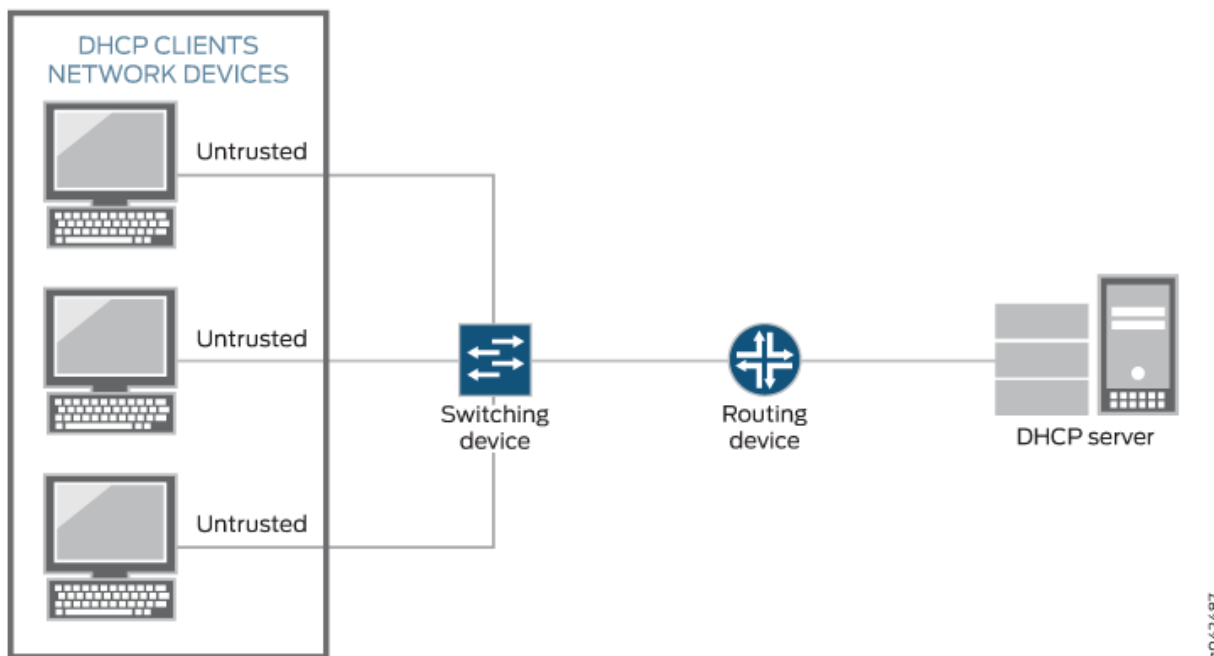 DHCP CLIENTS
NETWORK DEVICES
Untrusted
Untrusted
Untrusted
Switching
device
Routing
device
DHCP server